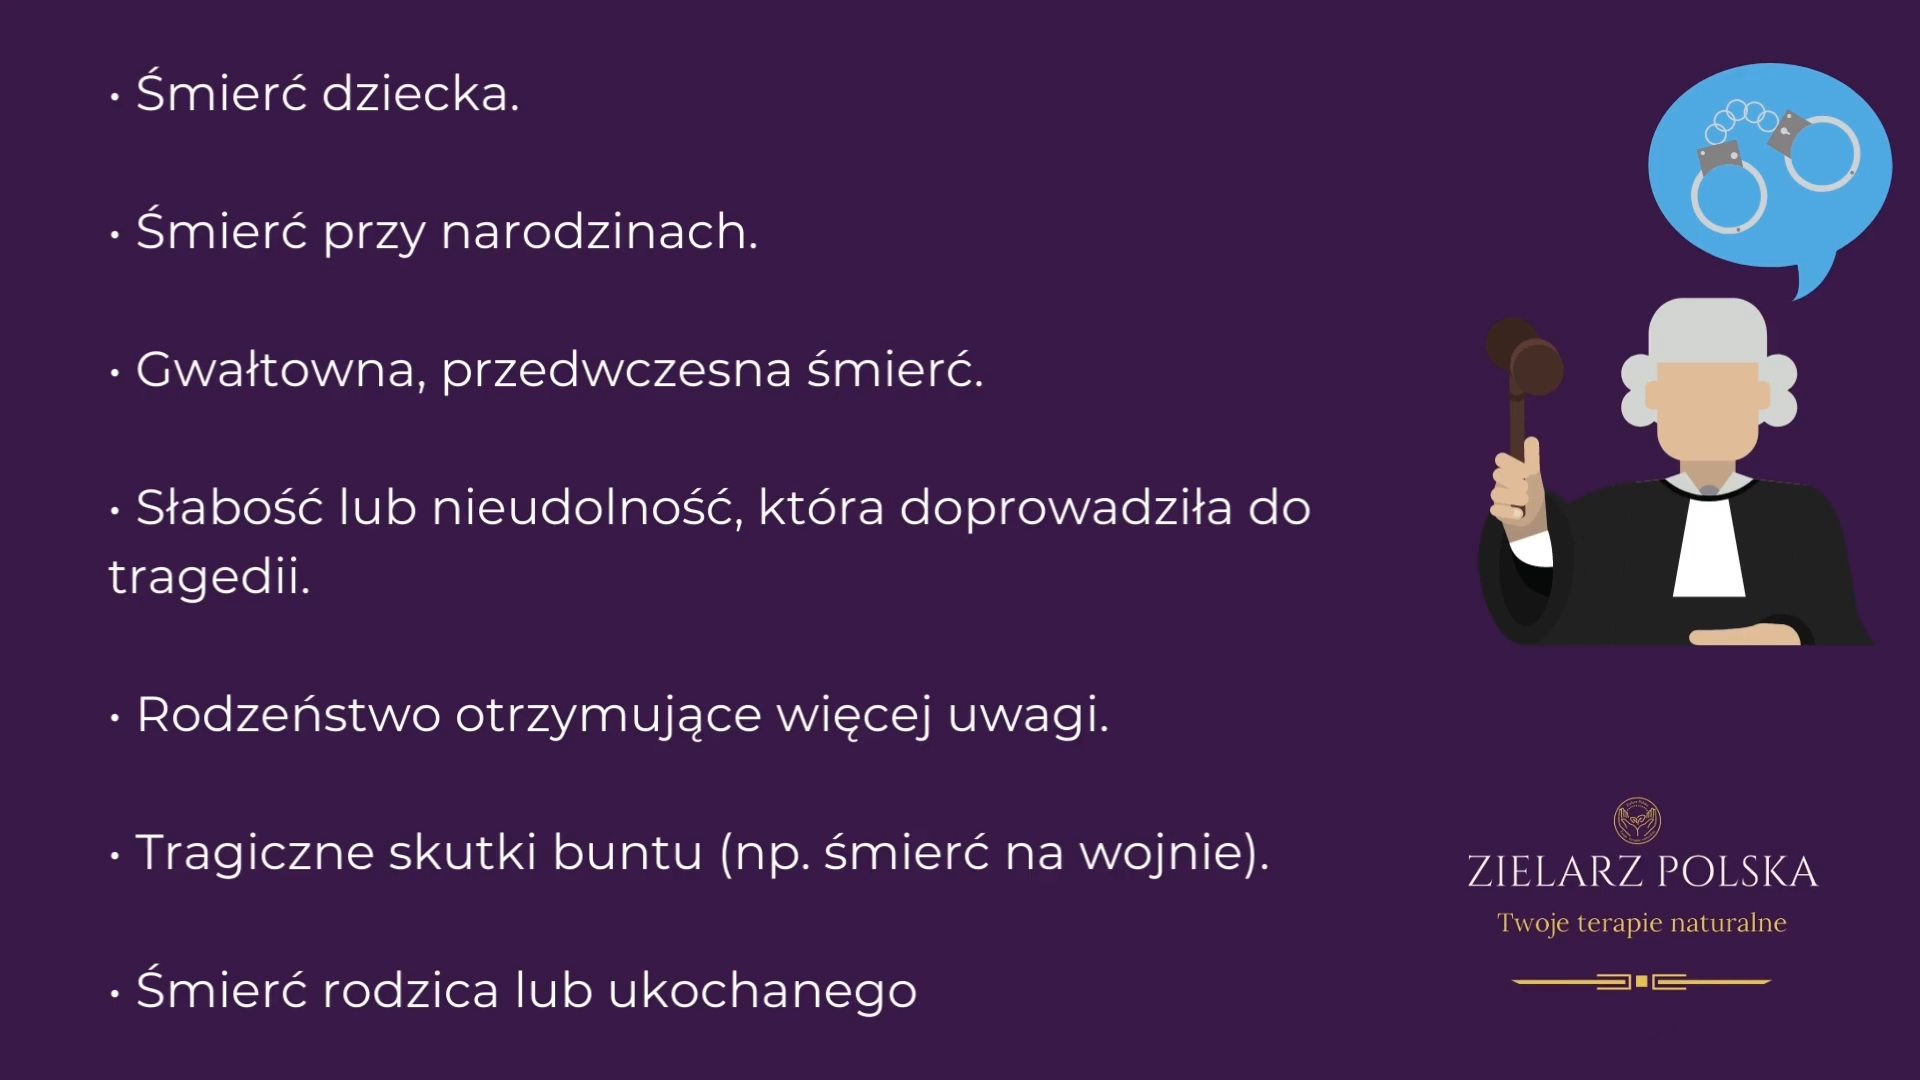 • Śmierć dziecka.
• Śmierć przy narodzinach.
• Gwałtowna, przedwczesna śmierć.
• Słabość lub nieudolność, która doprowadziła do
tragedii.
• Rodzeństwo otrzymujące więcej uwagi.
• Tragiczne skutki buntu (np. śmierć na wojnie).
• Śmierć rodzica lub ukochanego
ZIELARZ POLSKA
Twoje terapie naturalne